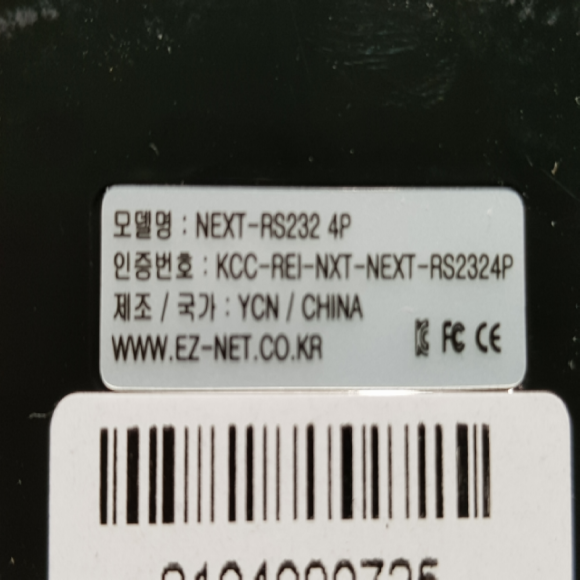 모델명 : NEXT-RS232 4P
인증번호 : KCC-REI-NXT-NEXT-RS2324P
제조 / 국가 : YCN / CHINA
WWW.EZ-NET.CO.KR
FC CE